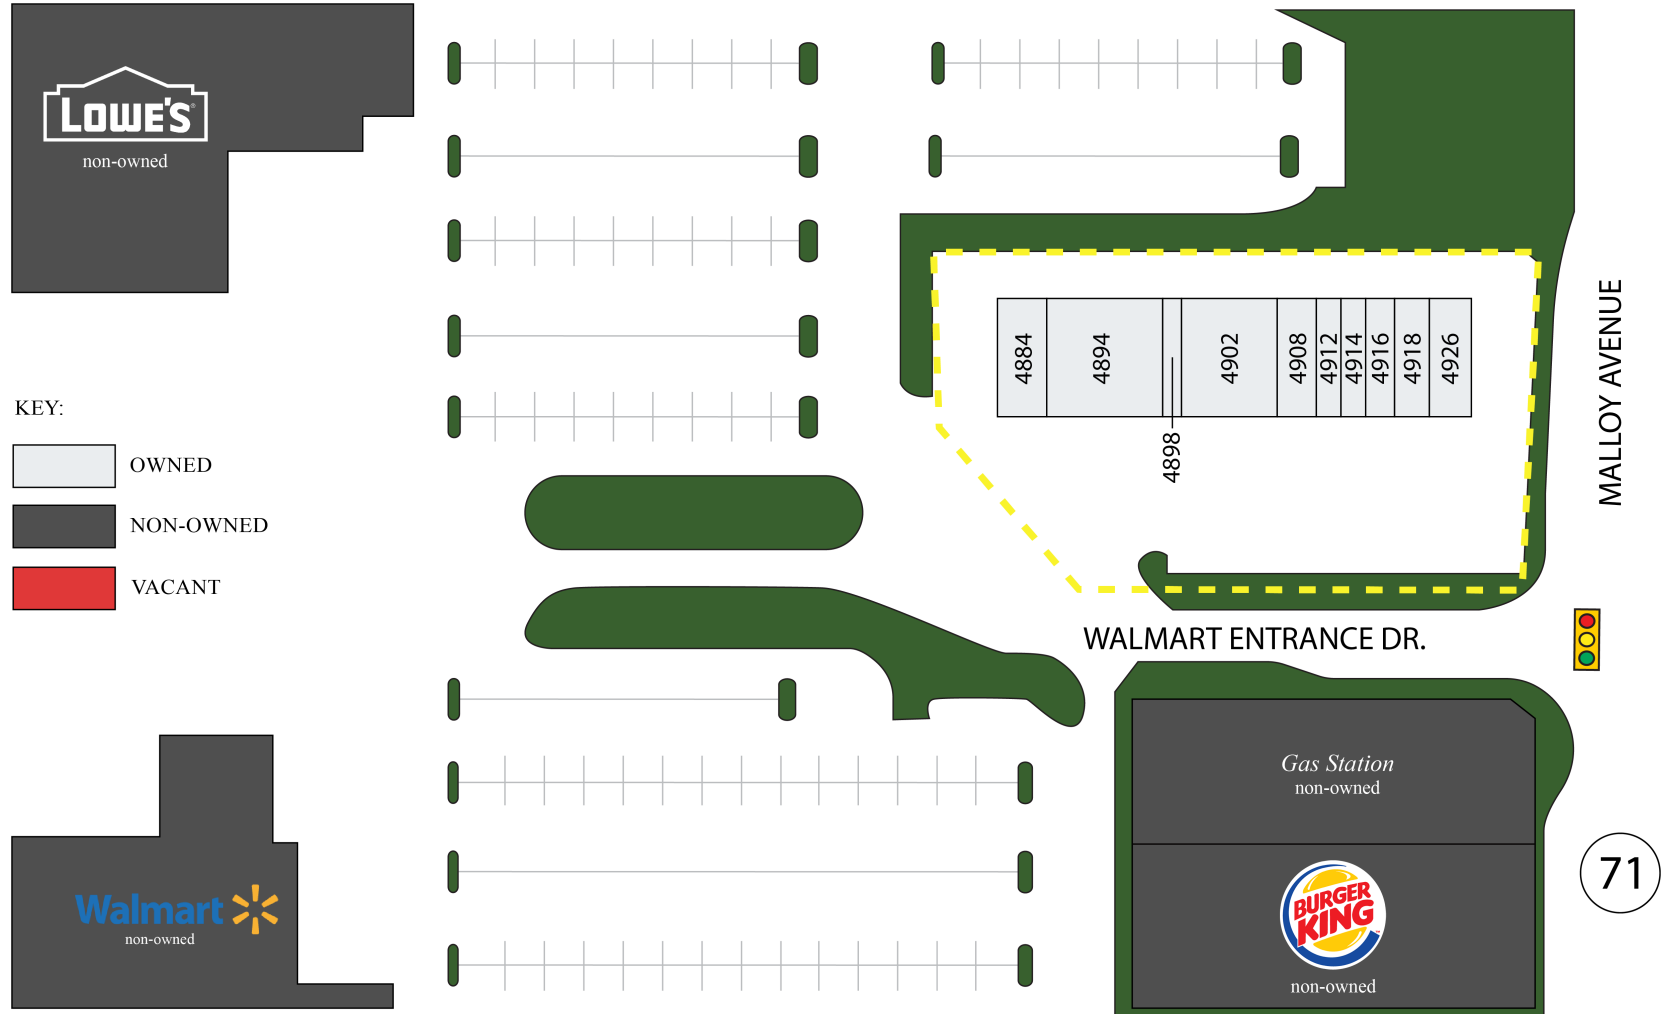 LOWE'S
non-owned
KEY:
OWNED
NON-OWNED
VACANT
4884
4894
4898
4902
4908
4912
4914
4916
4918
4926
MALLOY AVENUE
WALMART ENTRANCE DR.
Walmart
non-owned
Gas Station
non-owned
BURGER
KING
non-owned
71